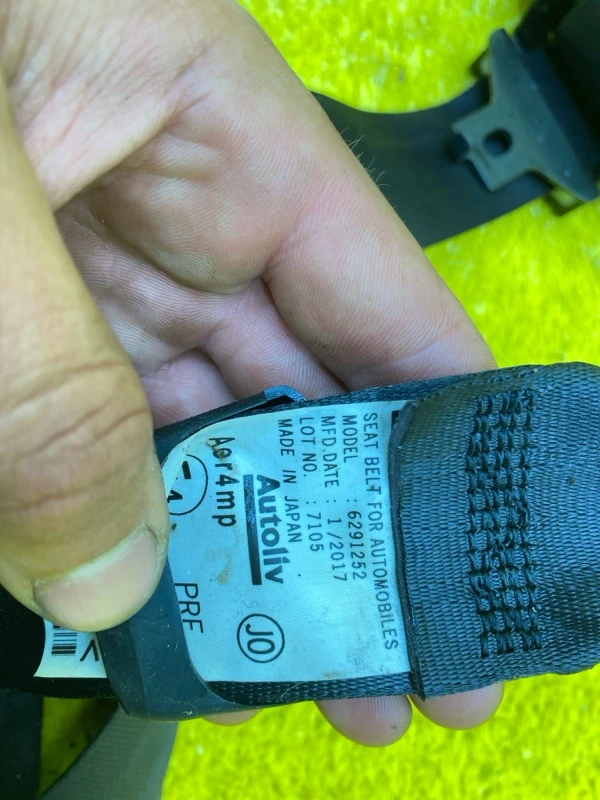 SEAT BELT FOR AUTOMOBILES
MODEL : 6291252
MFD.DATE : 1/2017
LOT NO. : 7105
MADE IN JAPAN
Autoliv
JO
Aer4mp
PRF